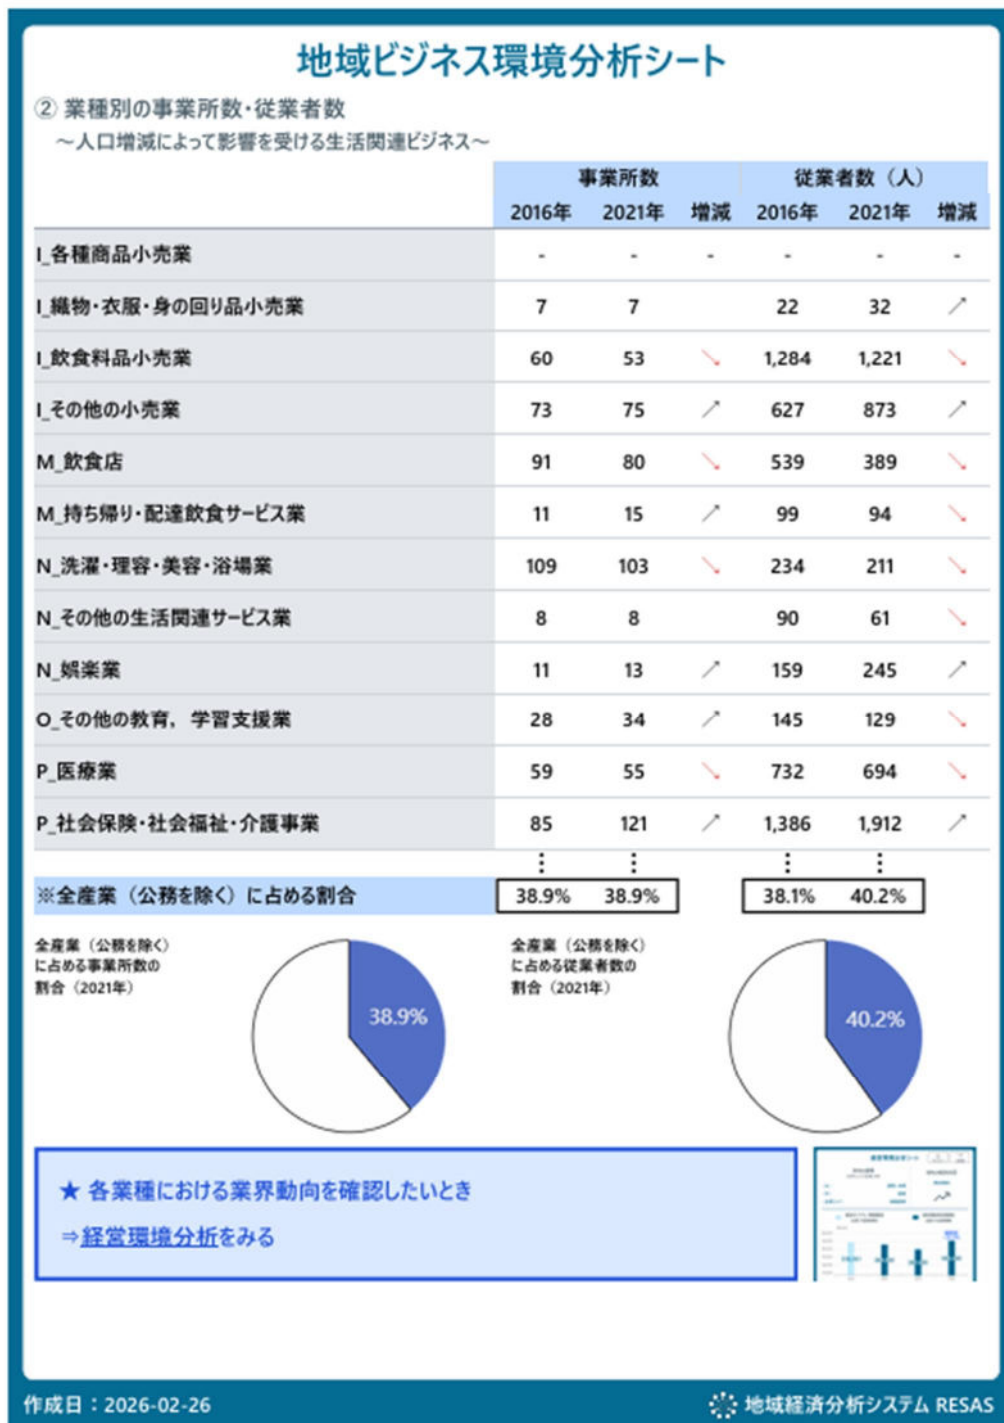 地域ビジネス環境分析シート
② 業種別の事業所数・従業者数
～人口増減によって影響を受ける生活関連ビジネス～
事業所数 従業者数（人）
2016年 2021年 増減 2016年 2021年 増減
I_各種商品小売業 - - - - - -
I_織物・衣服・身の回り品小売業 7 7 22 32 ↗
I_飲食料品小売業 60 53 ↘ 1,284 1,221 ↘
I_その他の小売業 73 75 ↗ 627 873 ↗
M_飲食店 91 80 ↘ 539 389 ↘
M_持ち帰り・配達飲食サービス業 11 15 ↗ 99 94 ↘
N_洗濯・理容・美容・浴場業 109 103 ↘ 234 211 ↘
N_その他の生活関連サービス業 8 8 90 61 ↘
N_娯楽業 11 13 ↗ 159 245 ↗
O_その他の教育，学習支援業 28 34 ↗ 145 129 ↘
P_医療業 59 55 ↘ 732 694 ↘
P_社会保険・社会福祉・介護事業 85 121 ↗ 1,386 1,912 ↗
⋮ ⋮ ⋮ ⋮
※全産業（公務を除く）に占める割合 38.9% 38.9% 38.1% 40.2%
全産業（公務を除く）
に占める事業所数の
割合（2021年）
38.9%
全産業（公務を除く）
に占める従業者数の
割合（2021年）
40.2%
★ 各業種における業界動向を確認したいとき
⇒経営環境分析をみる
作成日：2026-02-26
地域経済分析システム RESAS